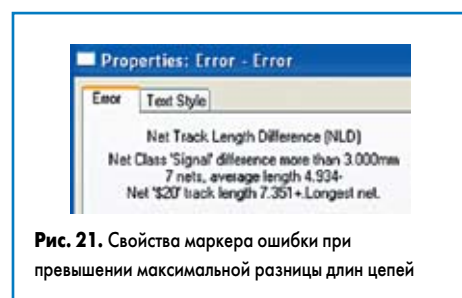 Properties: Error - Error
Error
Text Style
Net Track Length Difference (NLD)
Net Class 'Signal' difference more than 3.000mm
7 nets, average length 4.934-
Net '$20' track length 7.351+.Longest net.
Рис. 21. Свойства маркера ошибки при
превышении максимальной разницы длин цепей